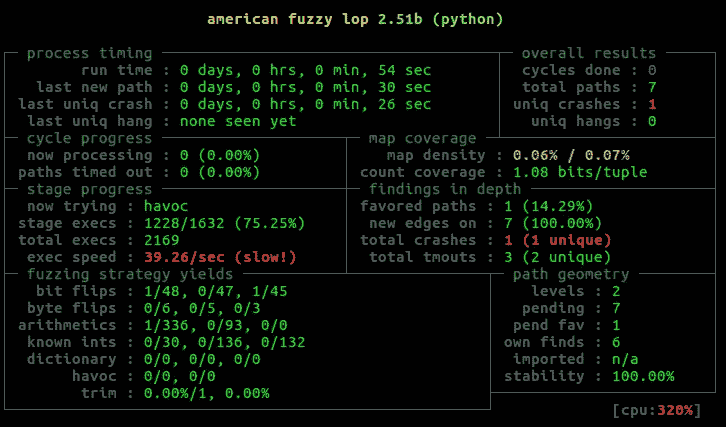 american fuzzy lop 2.51b (python)
process timing
overall results
run time : 0 days, 0 hrs, 0 min, 54 sec
cycles done : 0
last new path : 0 days, 0 hrs, 0 min, 30 sec
total paths : 7
last uniq crash : 0 days, 0 hrs, 0 min, 26 sec
uniq crashes : 1
last uniq hang : none seen yet
uniq hangs : 0
cycle progress
map coverage
now processing : 0 (0.00%)
map density : 0.06% / 0.07%
paths timed out : 0 (0.00%)
count coverage : 1.08 bits/tuple
stage progress
findings in depth
now trying : havoc
favored paths : 1 (14.29%)
stage execs : 1228/1632 (75.25%)
new edges on : 7 (100.00%)
total execs : 2169
total crashes : 1 (1 unique)
exec speed : 39.26/sec (slow!)
total tmouts : 3 (2 unique)
fuzzing strategy yields
path geometry
bit flips : 1/48, 0/47, 1/45
levels : 2
byte flips : 0/6, 0/5, 0/3
pending : 7
arithmetics : 1/336, 0/93, 0/0
pend fav : 1
known ints : 0/30, 0/136, 0/132
own finds : 6
dictionary : 0/0, 0/0, 0/0
imported : n/a
havoc : 0/0, 0/0
stability : 100.00%
trim : 0.00%/1, 0.00%
[cpu:320%]